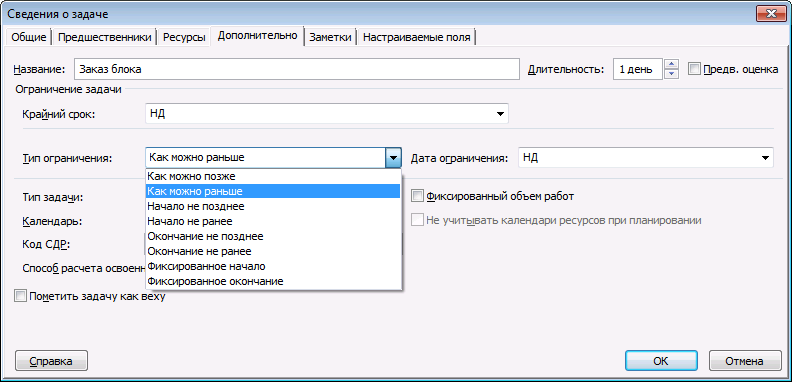 Сведения о задаче
Общие Предшественники Ресурсы Дополнительно Заметки Настраиваемые поля
Название: Заказ блока Длительность: 1 день Предв. оценка
Ограничение задачи
Крайний срок: НД
Тип ограничения: Как можно раньше Дата ограничения: НД
Как можно позже
Как можно раньше
Тип задачи: Фиксированный объем работ
Начало не позднее
Календарь: Начало не ранее Не учитывать календари ресурсов при планировании
Окончание не позднее
Код СДР:
Окончание не ранее
Способ расчета освоенн
Фиксированное начало
Фиксированное окончание
Пометить задачу как веху
Справка ОК Отмена